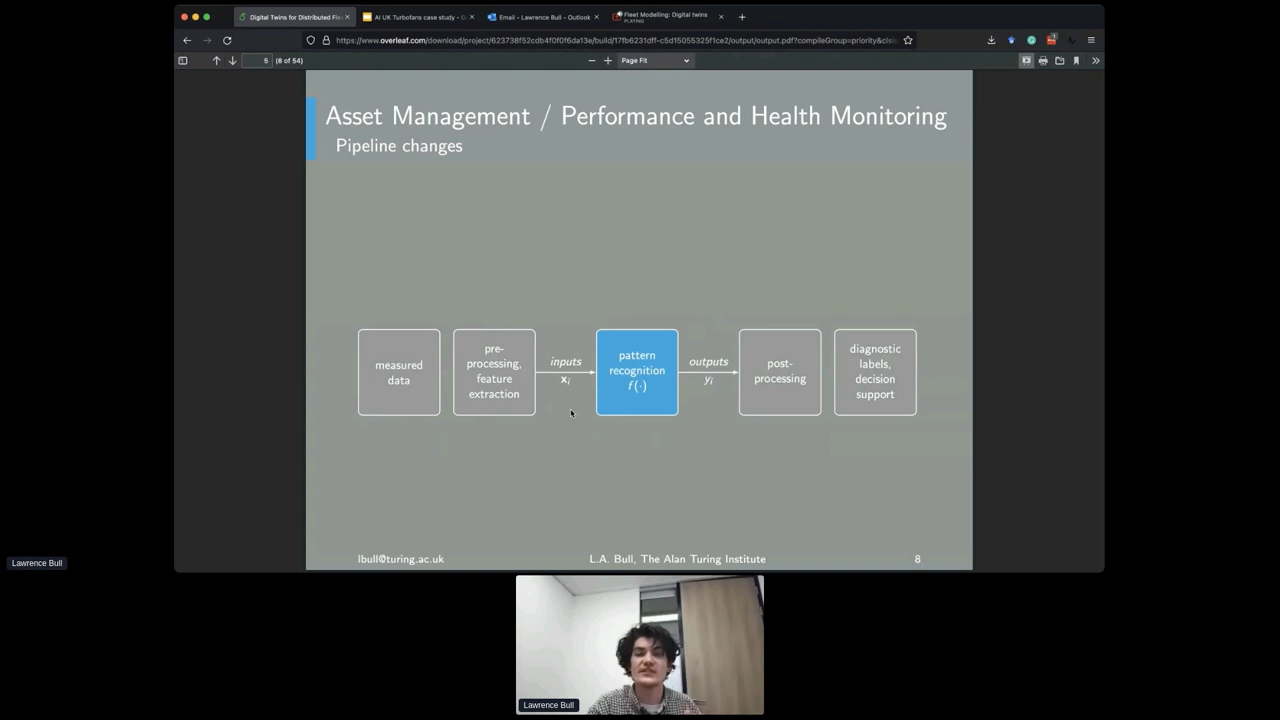 Digital Twins for Distributed Fle
AI UK Turbofans case study - G
Email - Lawrence Bull - Outlook
Fleet Modelling: Digital twins
PLAYING
https://www.overleaf.com/download/project/623738f52cdb4f0f0f6da13e/build/17fb6231dff-c5d15055325f1ce2/output/output.pdf?compileGroup=priority&clsi
5 (8 of 54)
Page Fit
Asset Management / Performance and Health Monitoring
Pipeline changes
measured
data
pre-
processing,
feature
extraction
inputs
xᵢ
pattern
recognition
f(·)
outputs
yᵢ
post-
processing
diagnostic
labels,
decision
support
lbull@turing.ac.uk
L.A. Bull, The Alan Turing Institute
8
Lawrence Bull
Lawrence Bull